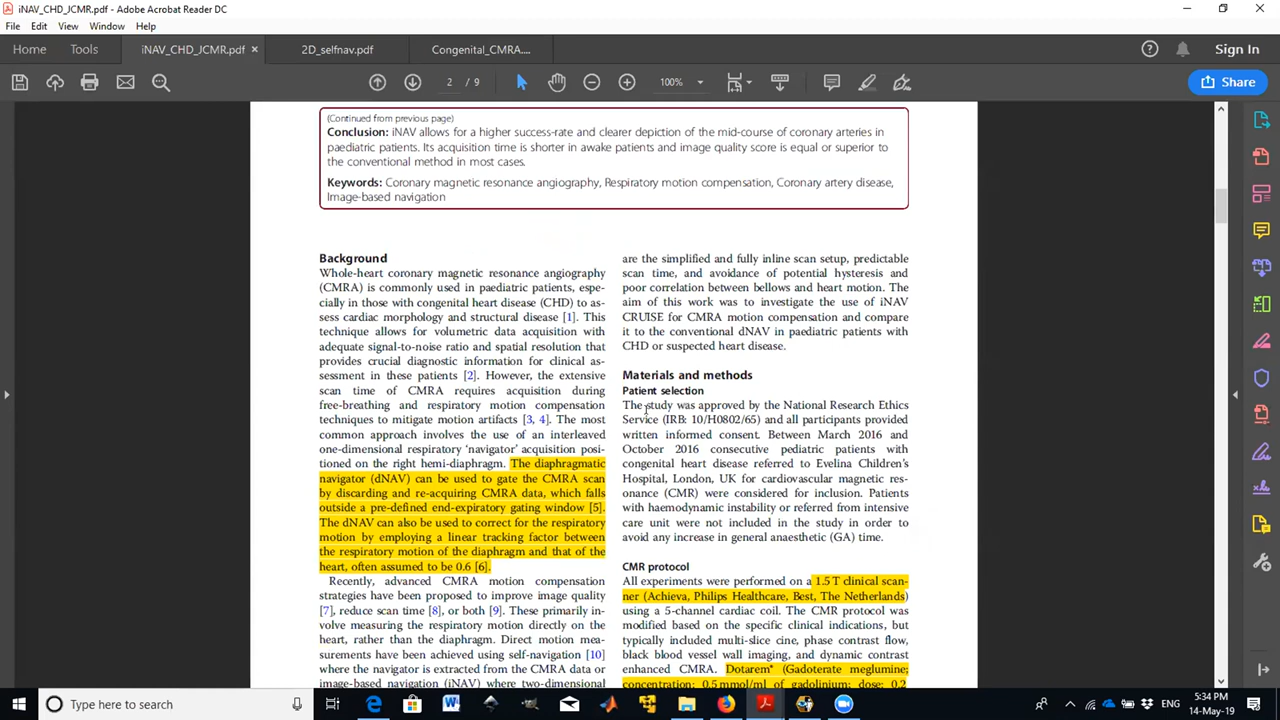 iNAV_CHD_JCMR.pdf - Adobe Acrobat Reader DC
File Edit View Window Help
Home Tools iNAV_CHD_JCMR.pdf × 2D_selfnav.pdf Congenital_CMRA.... Sign In
2 / 9 100% Share
(Continued from previous page)
Conclusion: iNAV allows for a higher success-rate and clearer depiction of the mid-course of coronary arteries in
paediatric patients. Its acquisition time is shorter in awake patients and image quality score is equal or superior to
the conventional method in most cases.
Keywords: Coronary magnetic resonance angiography, Respiratory motion compensation, Coronary artery disease,
Image-based navigation
Background
Whole-heart coronary magnetic resonance angiography
(CMRA) is commonly used in paediatric patients, espe-
cially in those with congenital heart disease (CHD) to as-
sess cardiac morphology and structural disease [1]. This
technique allows for volumetric data acquisition with
adequate signal-to-noise ratio and spatial resolution that
provides crucial diagnostic information for clinical as-
sessment in these patients [2]. However, the extensive
scan time of CMRA requires acquisition during
free-breathing and respiratory motion compensation
techniques to mitigate motion artifacts [3, 4]. The most
common approach involves the use of an interleaved
one-dimensional respiratory 'navigator' acquisition posi-
tioned on the right hemi-diaphragm. The diaphragmatic
navigator (dNAV) can be used to gate the CMRA scan
by discarding and re-acquiring CMRA data, which falls
outside a pre-defined end-expiratory gating window [5].
The dNAV can also be used to correct for the respiratory
motion by employing a linear tracking factor between
the respiratory motion of the diaphragm and that of the
heart, often assumed to be 0.6 [6].
Recently, advanced CMRA motion compensation
strategies have been proposed to improve image quality
[7], reduce scan time [8], or both [9]. These primarily in-
volve measuring the respiratory motion directly on the
heart, rather than the diaphragm. Direct motion mea-
surements have been achieved using self-navigation [10]
where the navigator is extracted from the CMRA data or
image-based navigation (iNAV) where two-dimensional
are the simplified and fully inline scan setup, predictable
scan time, and avoidance of potential hysteresis and
poor correlation between bellows and heart motion. The
aim of this work was to investigate the use of iNAV
CRUISE for CMRA motion compensation and compare
it to the conventional dNAV in paediatric patients with
CHD or suspected heart disease.
Materials and methods
Patient selection
The study was approved by the National Research Ethics
Service (IRB: 10/H0802/65) and all participants provided
written informed consent. Between March 2016 and
October 2016 consecutive pediatric patients with
congenital heart disease referred to Evelina Children's
Hospital, London, UK for cardiovascular magnetic res-
onance (CMR) were considered for inclusion. Patients
with haemodynamic instability or referred from intensive
care unit were not included in the study in order to
avoid any increase in general anaesthetic (GA) time.
CMR protocol
All experiments were performed on a 1.5 T clinical scan-
ner (Achieva, Philips Healthcare, Best, The Netherlands)
using a 5-channel cardiac coil. The CMR protocol was
modified based on the specific clinical indications, but
typically included multi-slice cine, phase contrast flow,
black blood vessel wall imaging, and dynamic contrast
enhanced CMRA. Dotarem® (Gadoterate meglumine;
concentration: 0.5 mmol/ml of gadolinium; dose: 0.2
Type here to search ENG 5:34 PM
14-May-19